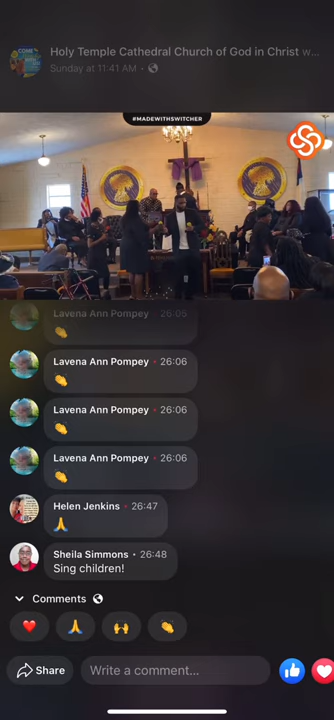 COME
Holy Temple Cathedral Church of God in Christ w...
Sunday at 11:41 AM ·
#MADEWITHSWITCHER
Lavena Ann Pompey · 26:05
👏
Lavena Ann Pompey · 26:06
👏
Lavena Ann Pompey · 26:06
👏
Lavena Ann Pompey · 26:06
👏
Helen Jenkins · 26:47
🙏
Sheila Simmons · 26:48
Sing children!
Comments
❤️ 🙏 🙌 👏
Share
Write a comment...